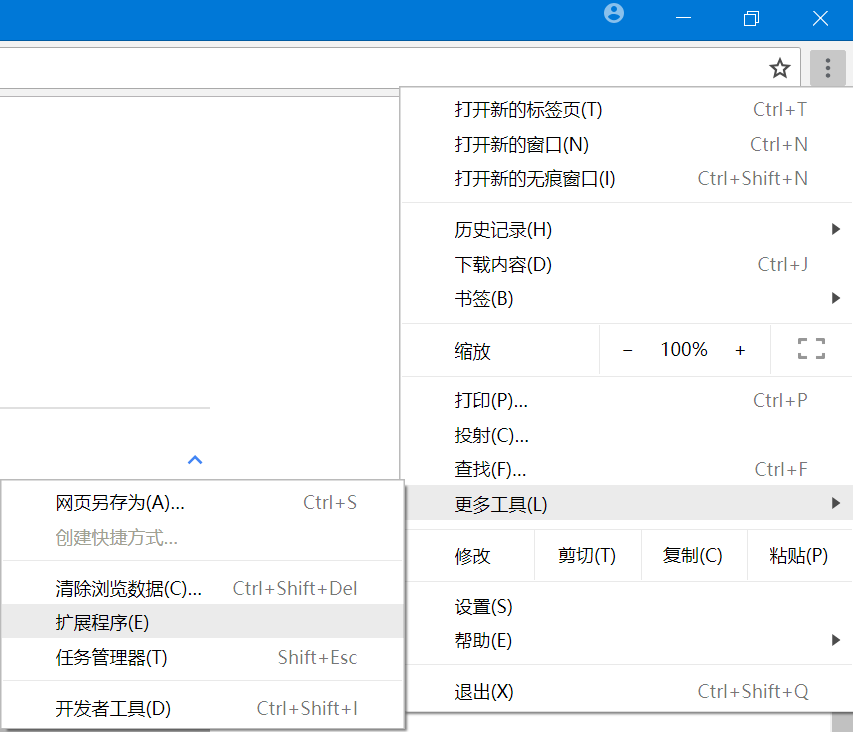 打开新的标签页(T) Ctrl+T
打开新的窗口(N) Ctrl+N
打开新的无痕窗口(I) Ctrl+Shift+N
历史记录(H)
下载内容(D) Ctrl+J
书签(B)
缩放 - 100% +
打印(P)... Ctrl+P
投射(C)...
查找(F)... Ctrl+F
更多工具(L)
修改 剪切(T) 复制(C) 粘贴(P)
设置(S)
帮助(E)
退出(X) Ctrl+Shift+Q
网页另存为(A)... Ctrl+S
创建快捷方式...
清除浏览数据(C)... Ctrl+Shift+Del
扩展程序(E)
任务管理器(T) Shift+Esc
开发者工具(D) Ctrl+Shift+I